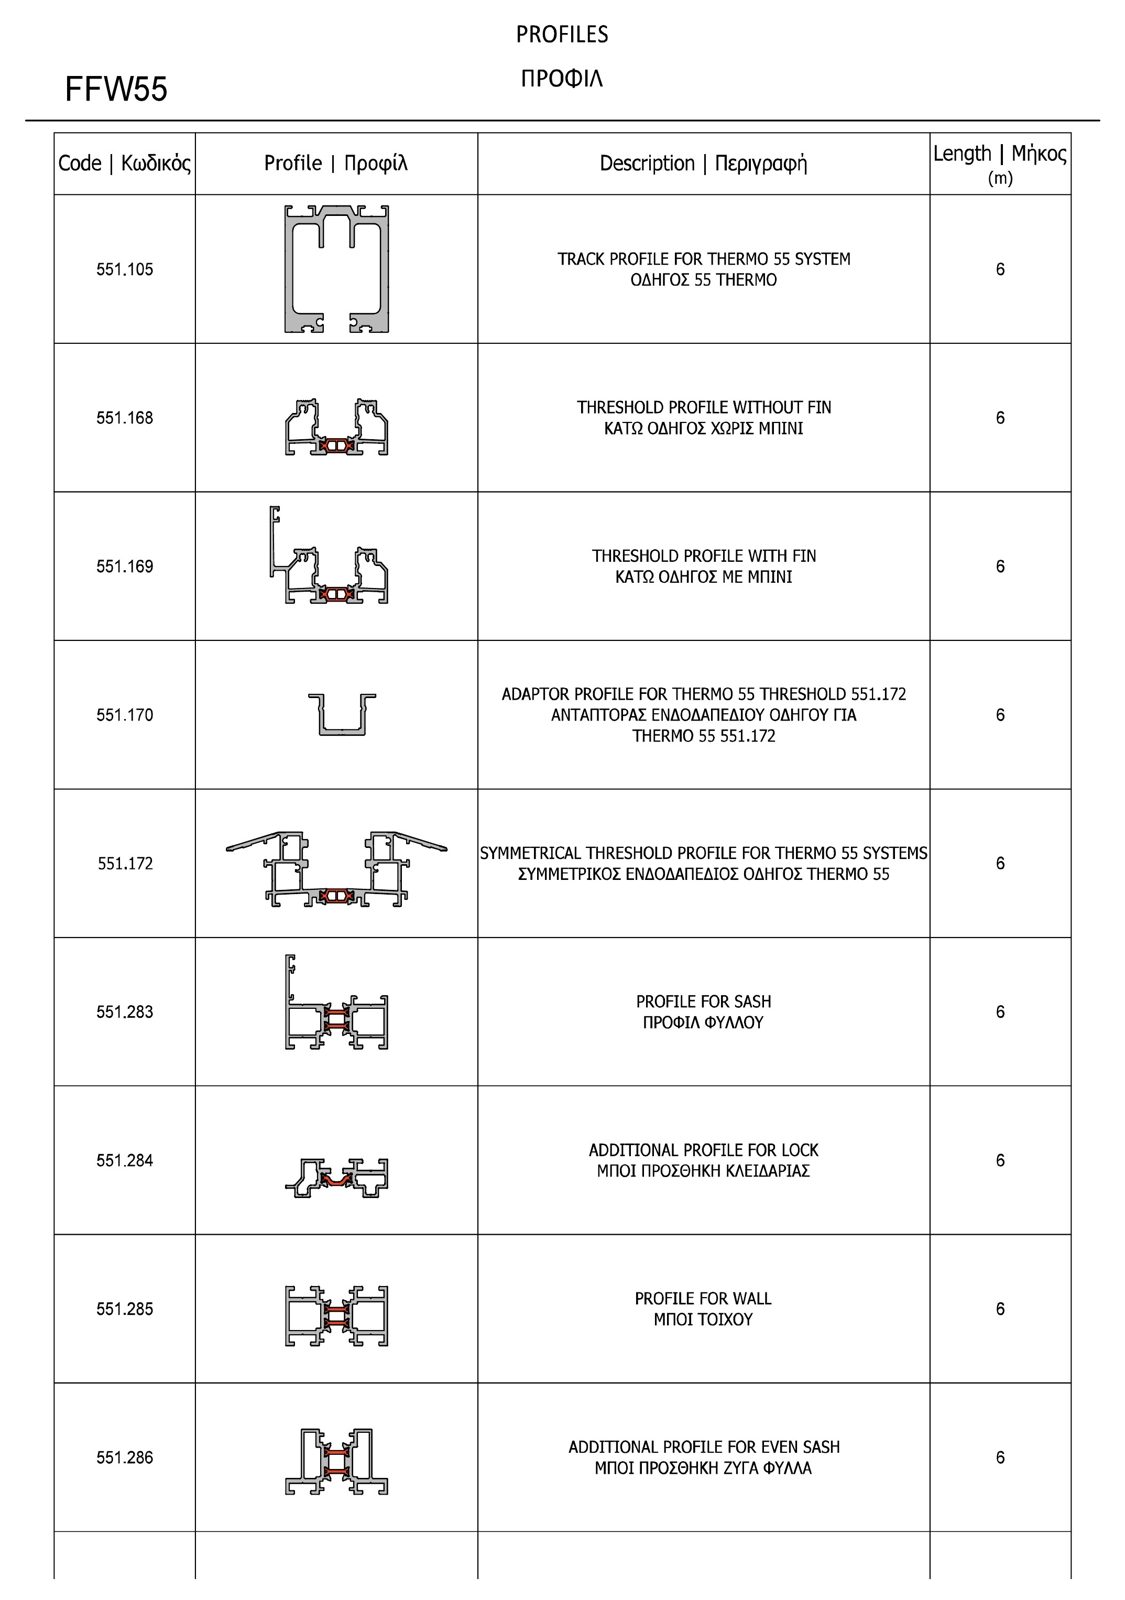 PROFILES
ΠΡΟΦΙΛ
FFW55
Code | Κωδικός
Profile | Προφίλ
Description | Περιγραφή
Length | Μήκος
(m)
551.105
TRACK PROFILE FOR THERMO 55 SYSTEM
ΟΔΗΓΟΣ 55 THERMO
6
551.168
THRESHOLD PROFILE WITHOUT FIN
ΚΑΤΩ ΟΔΗΓΟΣ ΧΩΡΙΣ ΜΠΙΝΙ
6
551.169
THRESHOLD PROFILE WITH FIN
ΚΑΤΩ ΟΔΗΓΟΣ ΜΕ ΜΠΙΝΙ
6
551.170
ADAPTOR PROFILE FOR THERMO 55 THRESHOLD 551.172
ΑΝΤΑΠΤΟΡΑΣ ΕΝΔΟΔΑΠΕΔΙΟΥ ΟΔΗΓΟΥ ΓΙΑ
THERMO 55 551.172
6
551.172
SYMMETRICAL THRESHOLD PROFILE FOR THERMO 55 SYSTEMS
ΣΥΜΜΕΤΡΙΚΟΣ ΕΝΔΟΔΑΠΕΔΙΟΣ ΟΔΗΓΟΣ THERMO 55
6
551.283
PROFILE FOR SASH
ΠΡΟΦΙΛ ΦΥΛΛΟΥ
6
551.284
ADDITIONAL PROFILE FOR LOCK
ΜΠΟΙ ΠΡΟΣΘΗΚΗ ΚΛΕΙΔΑΡΙΑΣ
6
551.285
PROFILE FOR WALL
ΜΠΟΙ ΤΟΙΧΟΥ
6
551.286
ADDITIONAL PROFILE FOR EVEN SASH
ΜΠΟΙ ΠΡΟΣΘΗΚΗ ΖΥΓΑ ΦΥΛΛΑ
6